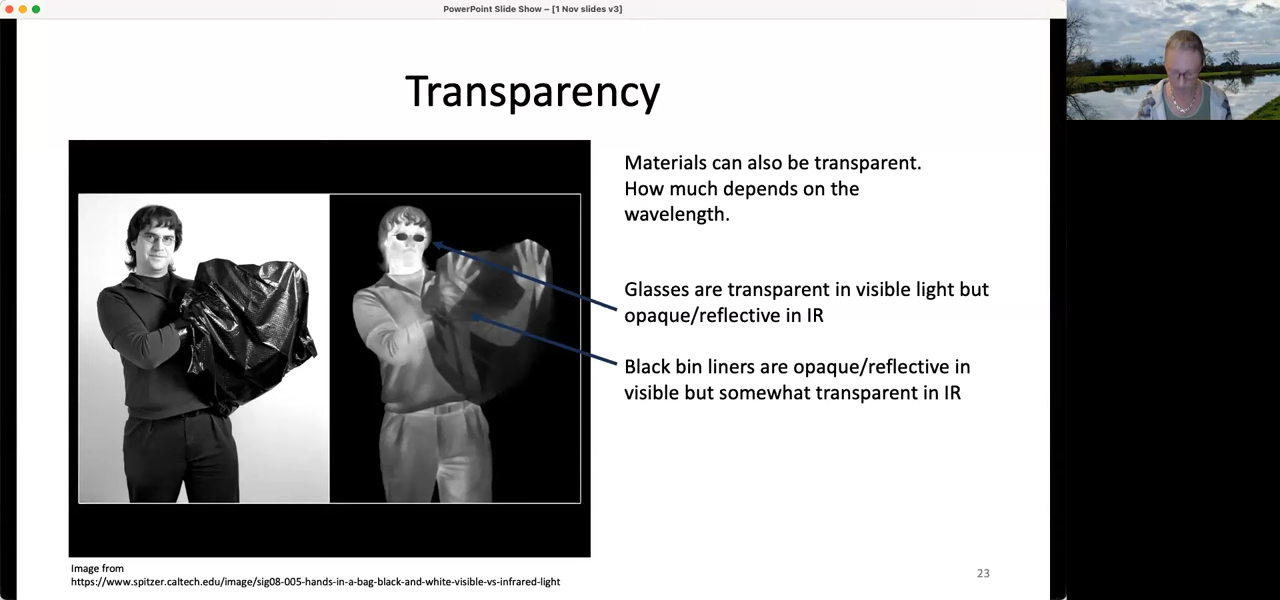 PowerPoint Slide Show – [1 Nov slides v3]
Transparency
Materials can also be transparent.
How much depends on the
wavelength.
Glasses are transparent in visible light but
opaque/reflective in IR
Black bin liners are opaque/reflective in
visible but somewhat transparent in IR
Image from
https://www.spitzer.caltech.edu/image/sig08-005-hands-in-a-bag-black-and-white-visible-vs-infrared-light
23